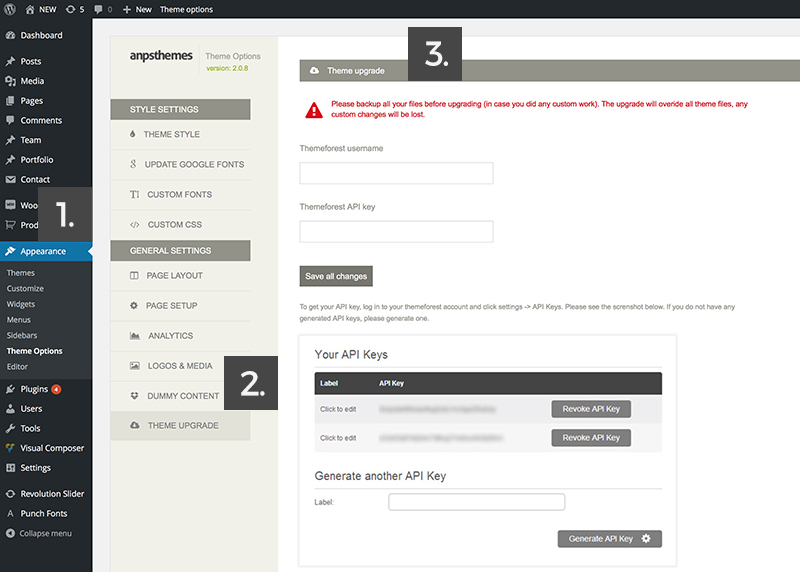 NEW 5 0 + New Theme options
Dashboard
Posts
Media
Pages
Comments
Team
Portfolio
Contact
Woo
Prod
1.
Appearance
Themes
Customize
Widgets
Menus
Sidebars
Theme Options
Editor
Plugins 4
Users
Tools
Visual Composer
Settings
Revolution Slider
Punch Fonts
Collapse menu
anpsthemes Theme Options
version: 2.0.8
STYLE SETTINGS
THEME STYLE
UPDATE GOOGLE FONTS
CUSTOM FONTS
CUSTOM CSS
GENERAL SETTINGS
PAGE LAYOUT
PAGE SETUP
ANALYTICS
LOGOS & MEDIA
DUMMY CONTENT
2.
THEME UPGRADE
3.
Theme upgrade
Please backup all your files before upgrading (in case you did any custom work). The upgrade will overide all theme files, any
custom changes will be lost.
Themeforest username
Themeforest API key
Save all changes
To get your API key, log in to your themeforest account and click settings -> API Keys. Please see the screnshot below. If you do not have any
generated API keys, please generate one.
Your API Keys
Label API Key
Click to edit Revoke API Key
Click to edit Revoke API Key
Generate another API Key
Label:
Generate API Key